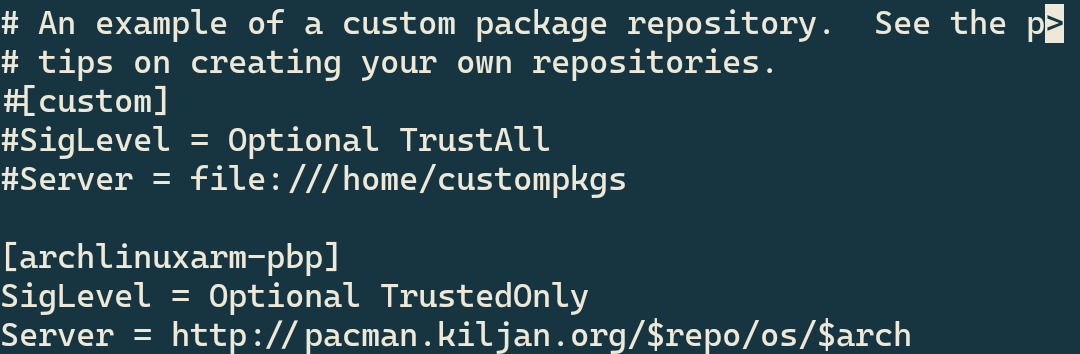 # An example of a custom package repository.  See the p>
# tips on creating your own repositories.
#[custom]
#SigLevel = Optional TrustAll
#Server = file:///home/custompkgs

[archlinuxarm-pbp]
SigLevel = Optional TrustedOnly
Server = http://pacman.kiljan.org/$repo/os/$arch